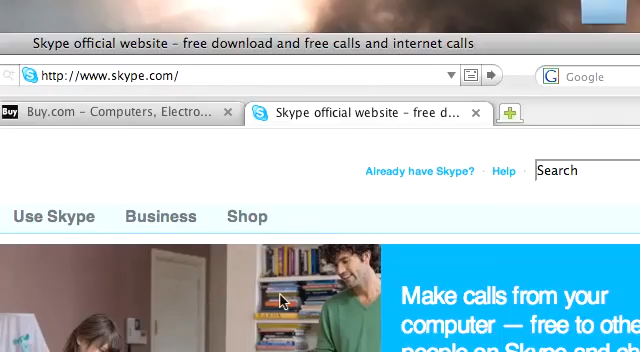 Skype official website – free download and free calls and internet calls
http://www.skype.com/
Google
Buy
Buy.com – Computers, Electro...
Skype official website – free d...
Already have Skype?
Help
Search
Use Skype
Business
Shop
Make calls from your
computer — free to othe
people on Skype and